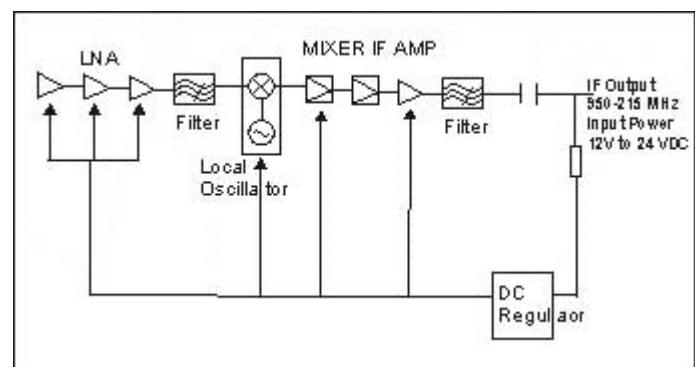 LNA
MIXER IF AMP
Filter
Local
Oscillator
Filter
IF Output
950-215 MHz
Input Power
12V to 24 VDC
DC
Regulaor